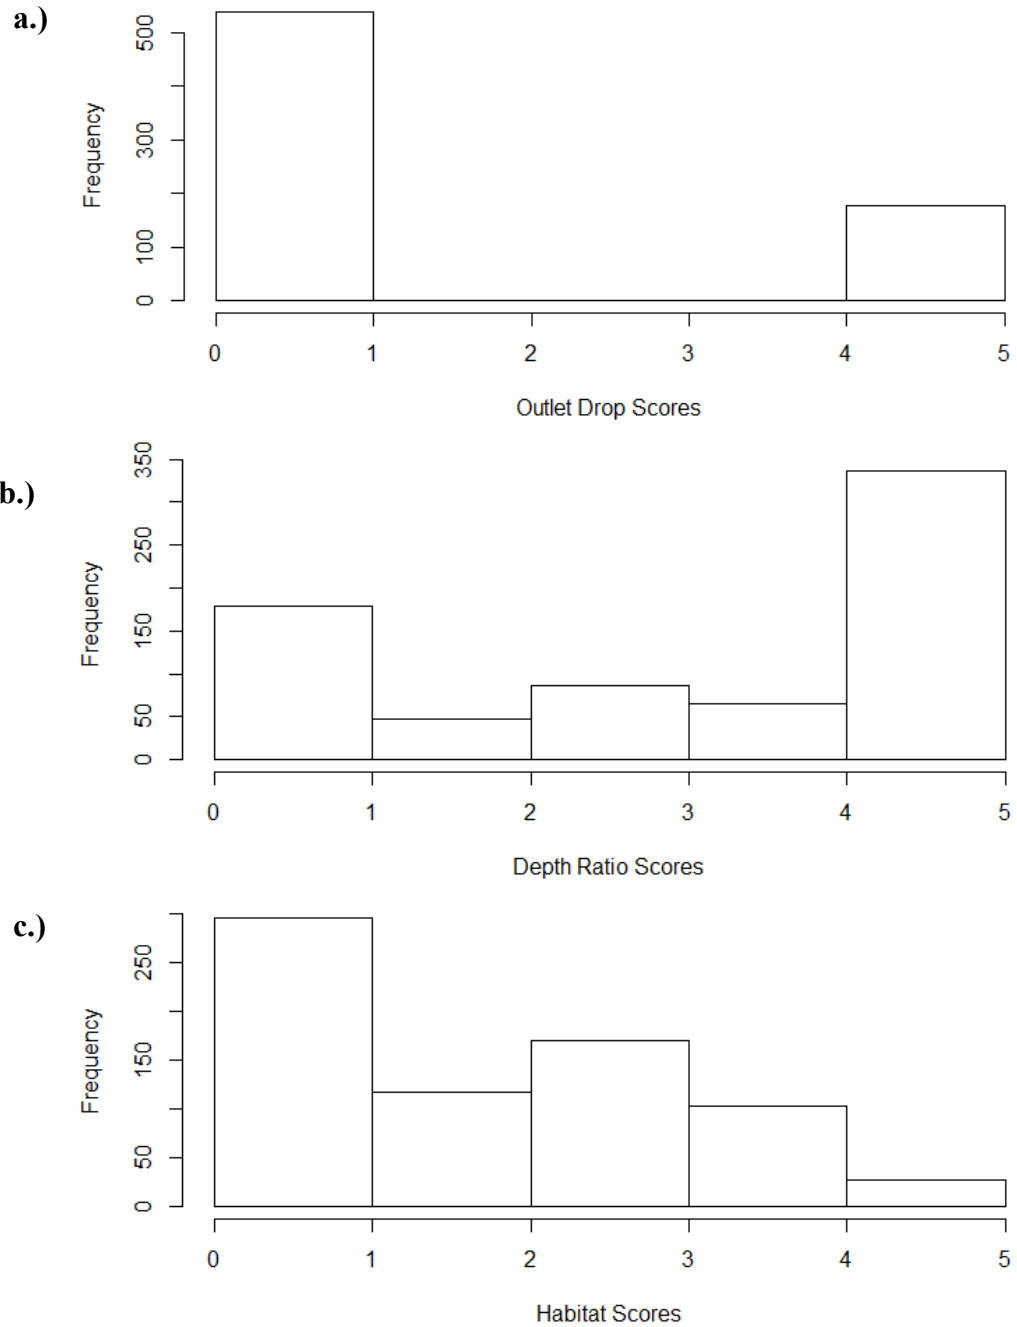 a.)
500
300
100
0
Frequency
0 1 2 3 4 5
Outlet Drop Scores
b.)
350
250
150
50
0
Frequency
0 1 2 3 4 5
Depth Ratio Scores
c.)
250
150
50
0
Frequency
0 1 2 3 4 5
Habitat Scores